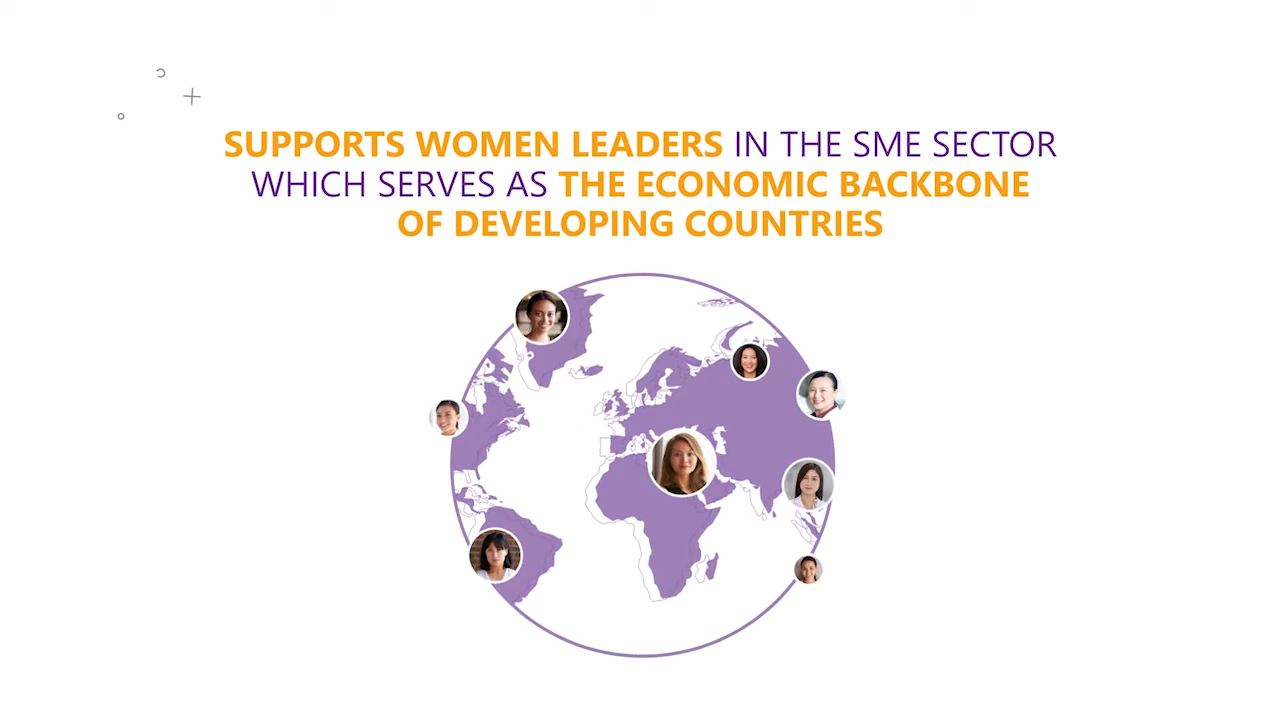 SUPPORTS WOMEN LEADERS IN THE SME SECTOR
WHICH SERVES AS THE ECONOMIC BACKBONE
OF DEVELOPING COUNTRIES